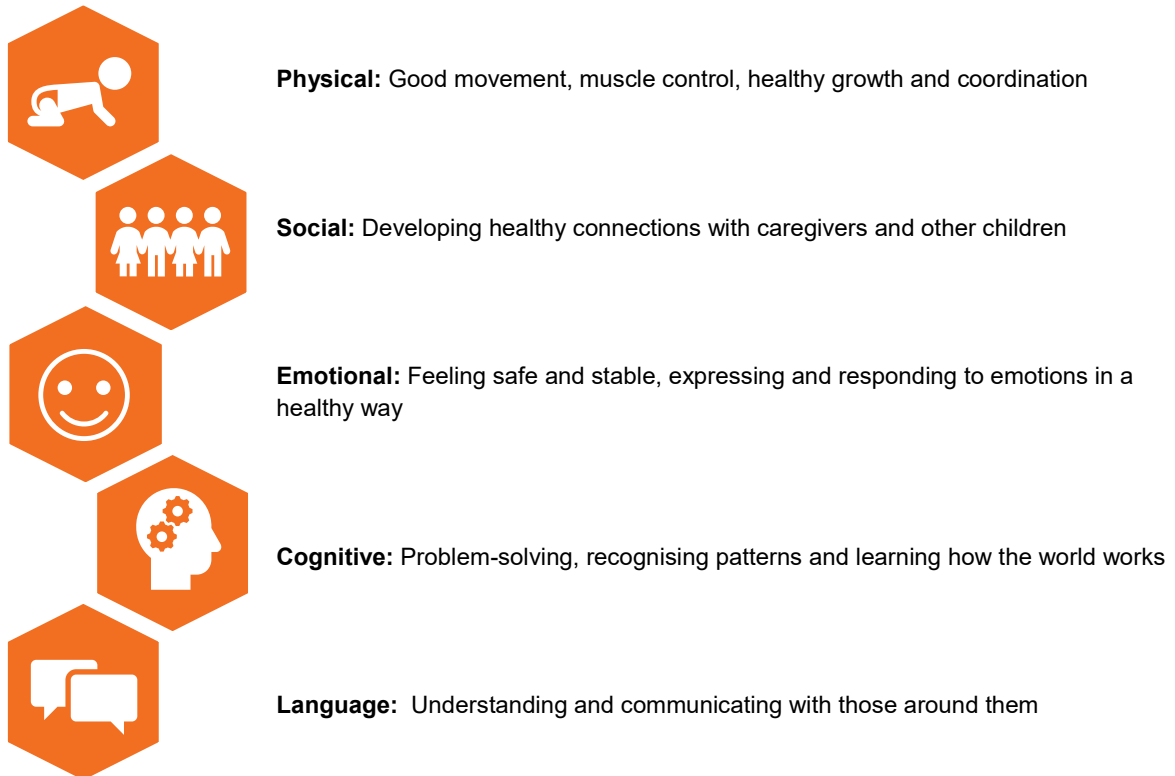 Physical: Good movement, muscle control, healthy growth and coordination
Social: Developing healthy connections with caregivers and other children
Emotional: Feeling safe and stable, expressing and responding to emotions in a
healthy way
Cognitive: Problem-solving, recognising patterns and learning how the world works
Language:  Understanding and communicating with those around them